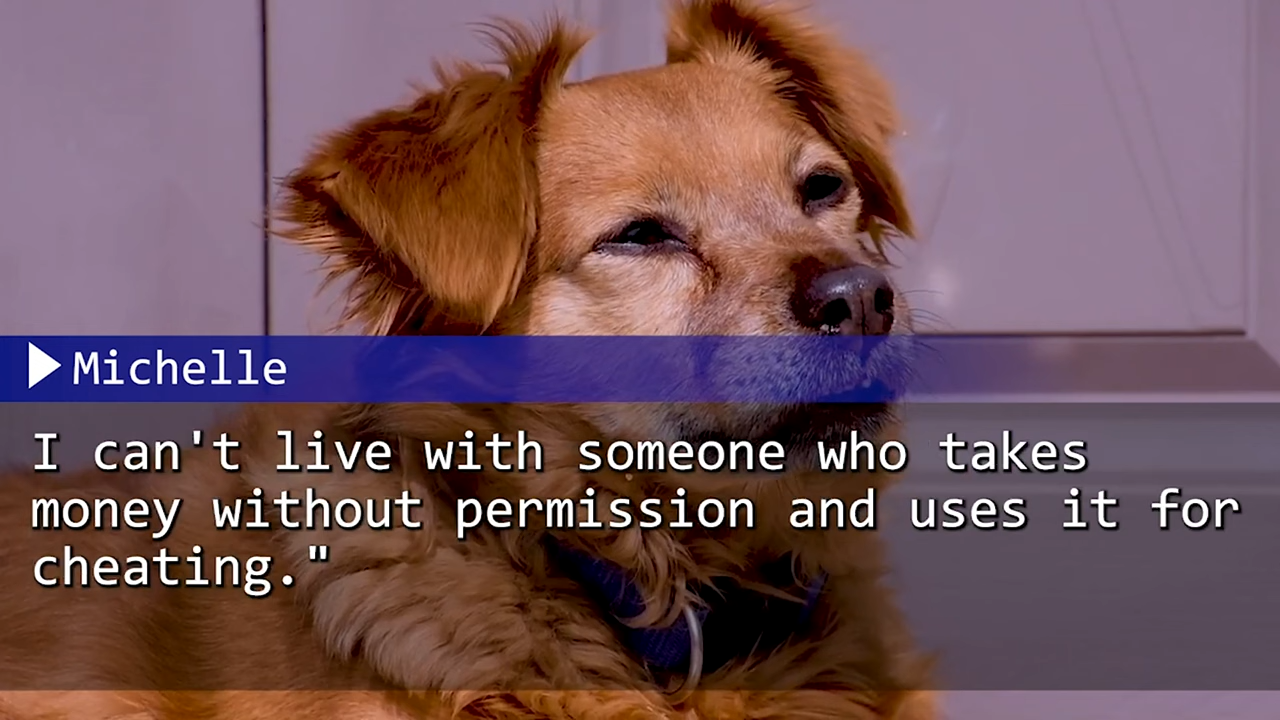 Michelle
I can't live with someone who takes
money without permission and uses it for
cheating."